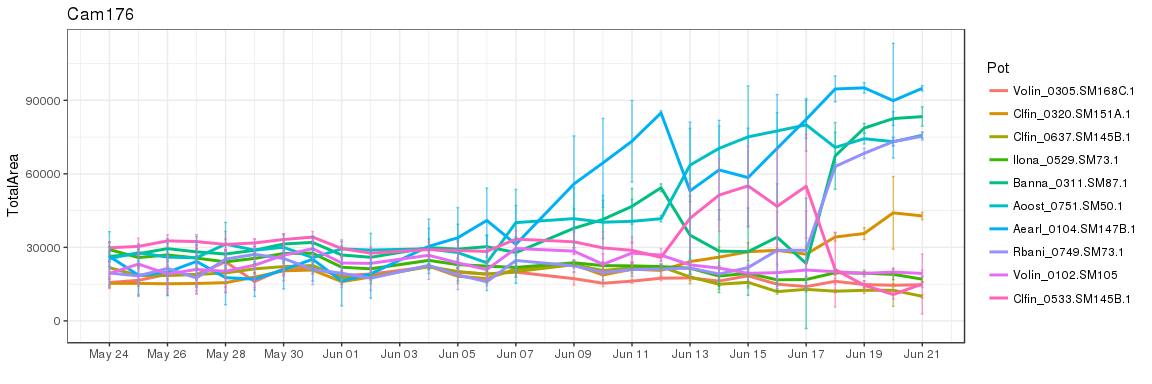 Cam176
TotalArea
90000
60000
30000
0
May 24 May 26 May 28 May 30 Jun 01 Jun 03 Jun 05 Jun 07 Jun 09 Jun 11 Jun 13 Jun 15 Jun 17 Jun 19 Jun 21
Pot
Volin_0305.SM168C.1
Clfin_0320.SM151A.1
Clfin_0637.SM145B.1
Ilona_0529.SM73.1
Banna_0311.SM87.1
Aoost_0751.SM50.1
Aearl_0104.SM147B.1
Rbani_0749.SM73.1
Volin_0102.SM105
Clfin_0533.SM145B.1